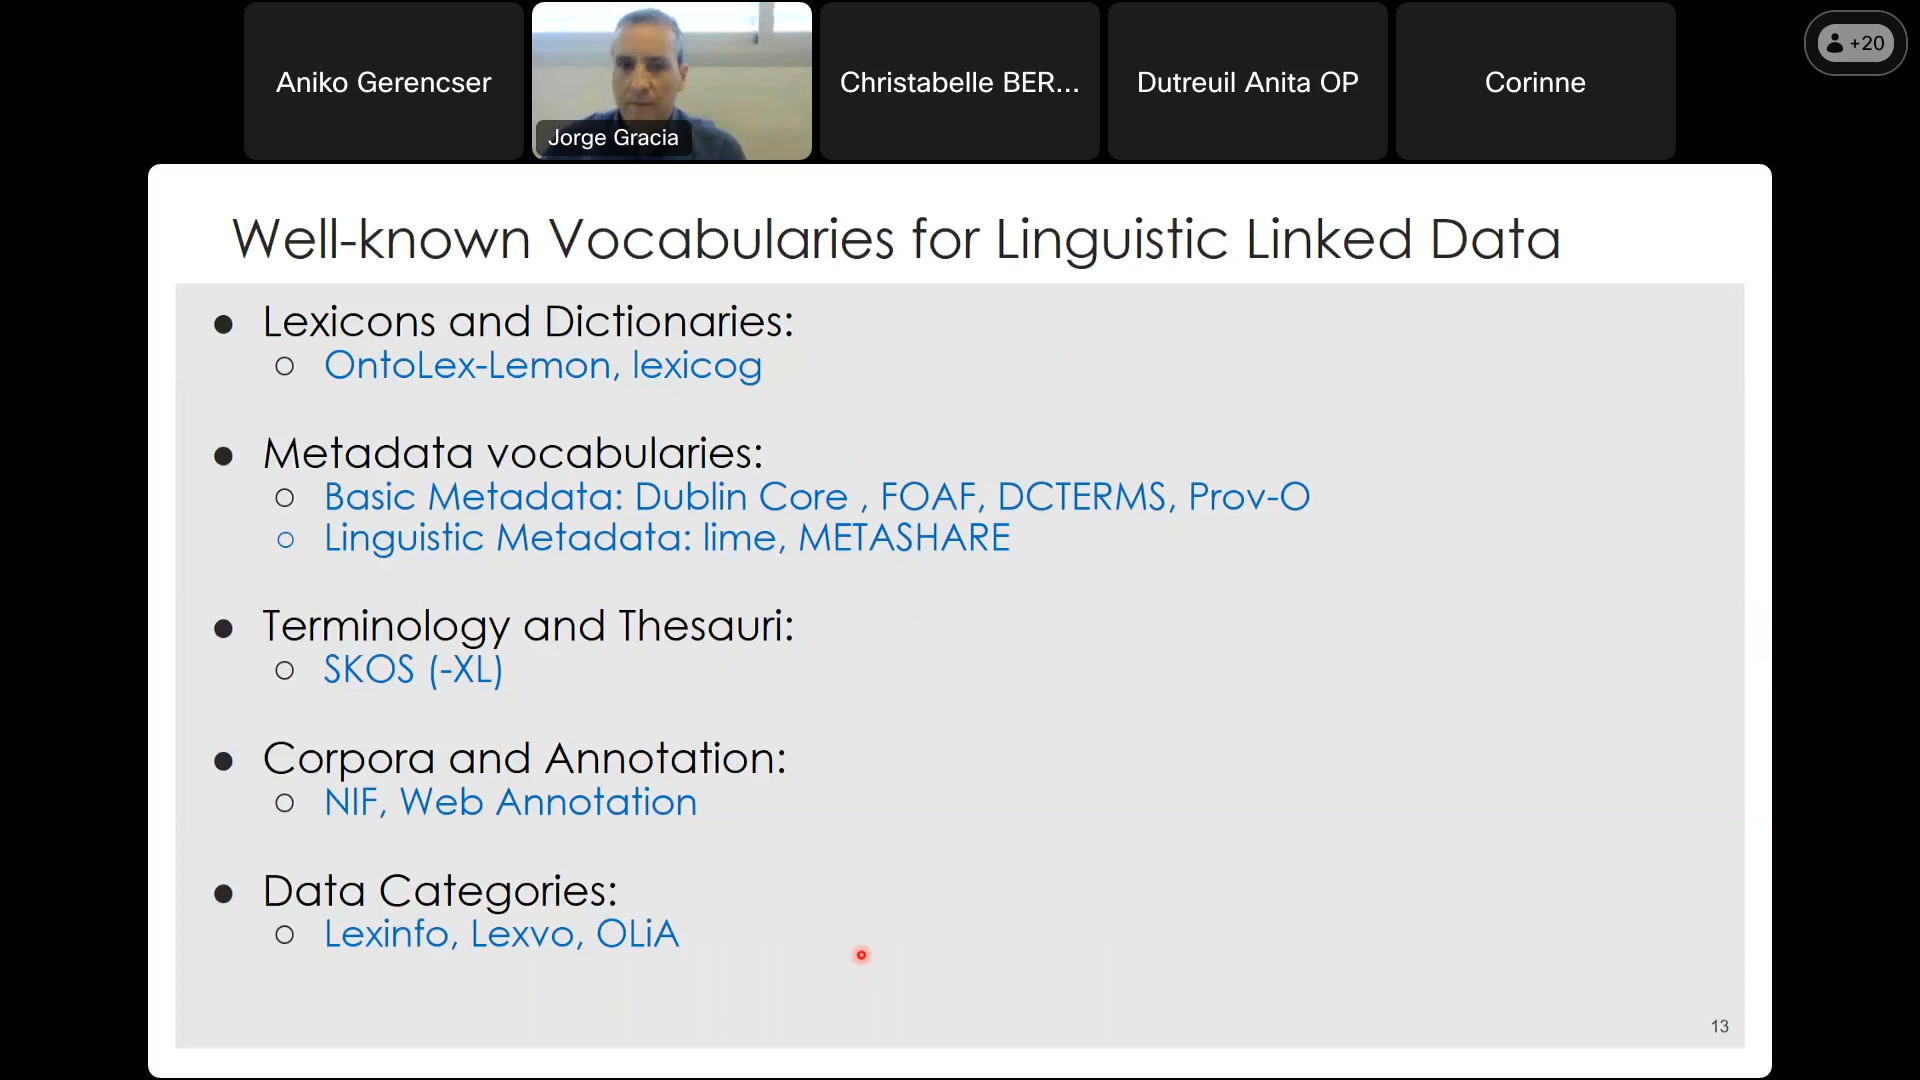 Aniko Gerencser
Jorge Gracia
Christabelle BER...
Dutreuil Anita OP
Corinne
+20
Well-known Vocabularies for Linguistic Linked Data
● Lexicons and Dictionaries:
○ OntoLex-Lemon, lexicog
● Metadata vocabularies:
○ Basic Metadata: Dublin Core , FOAF, DCTERMS, Prov-O
○ Linguistic Metadata: lime, METASHARE
● Terminology and Thesauri:
○ SKOS (-XL)
● Corpora and Annotation:
○ NIF, Web Annotation
● Data Categories:
○ Lexinfo, Lexvo, OLiA
13